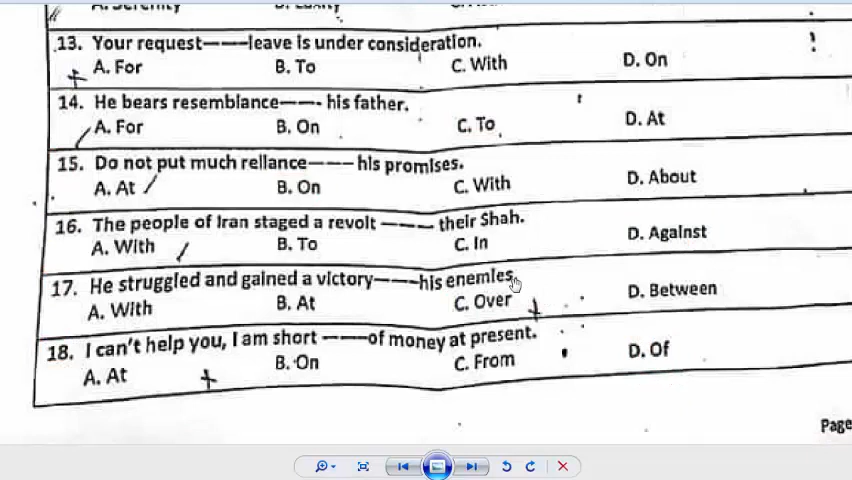 A. Serenity B. Laxity
13. Your request----leave is under consideration.
A. For B. To C. With D. On
14. He bears resemblance---- his father.
A. For B. On C. To D. At
15. Do not put much reliance---- his promises.
A. At B. On C. With D. About
16. The people of Iran staged a revolt ---- their Shah.
A. With B. To C. In D. Against
17. He struggled and gained a victory----his enemies.
A. With B. At C. Over D. Between
18. I can't help you, I am short ----of money at present.
A. At B. On C. From D. Of
Page